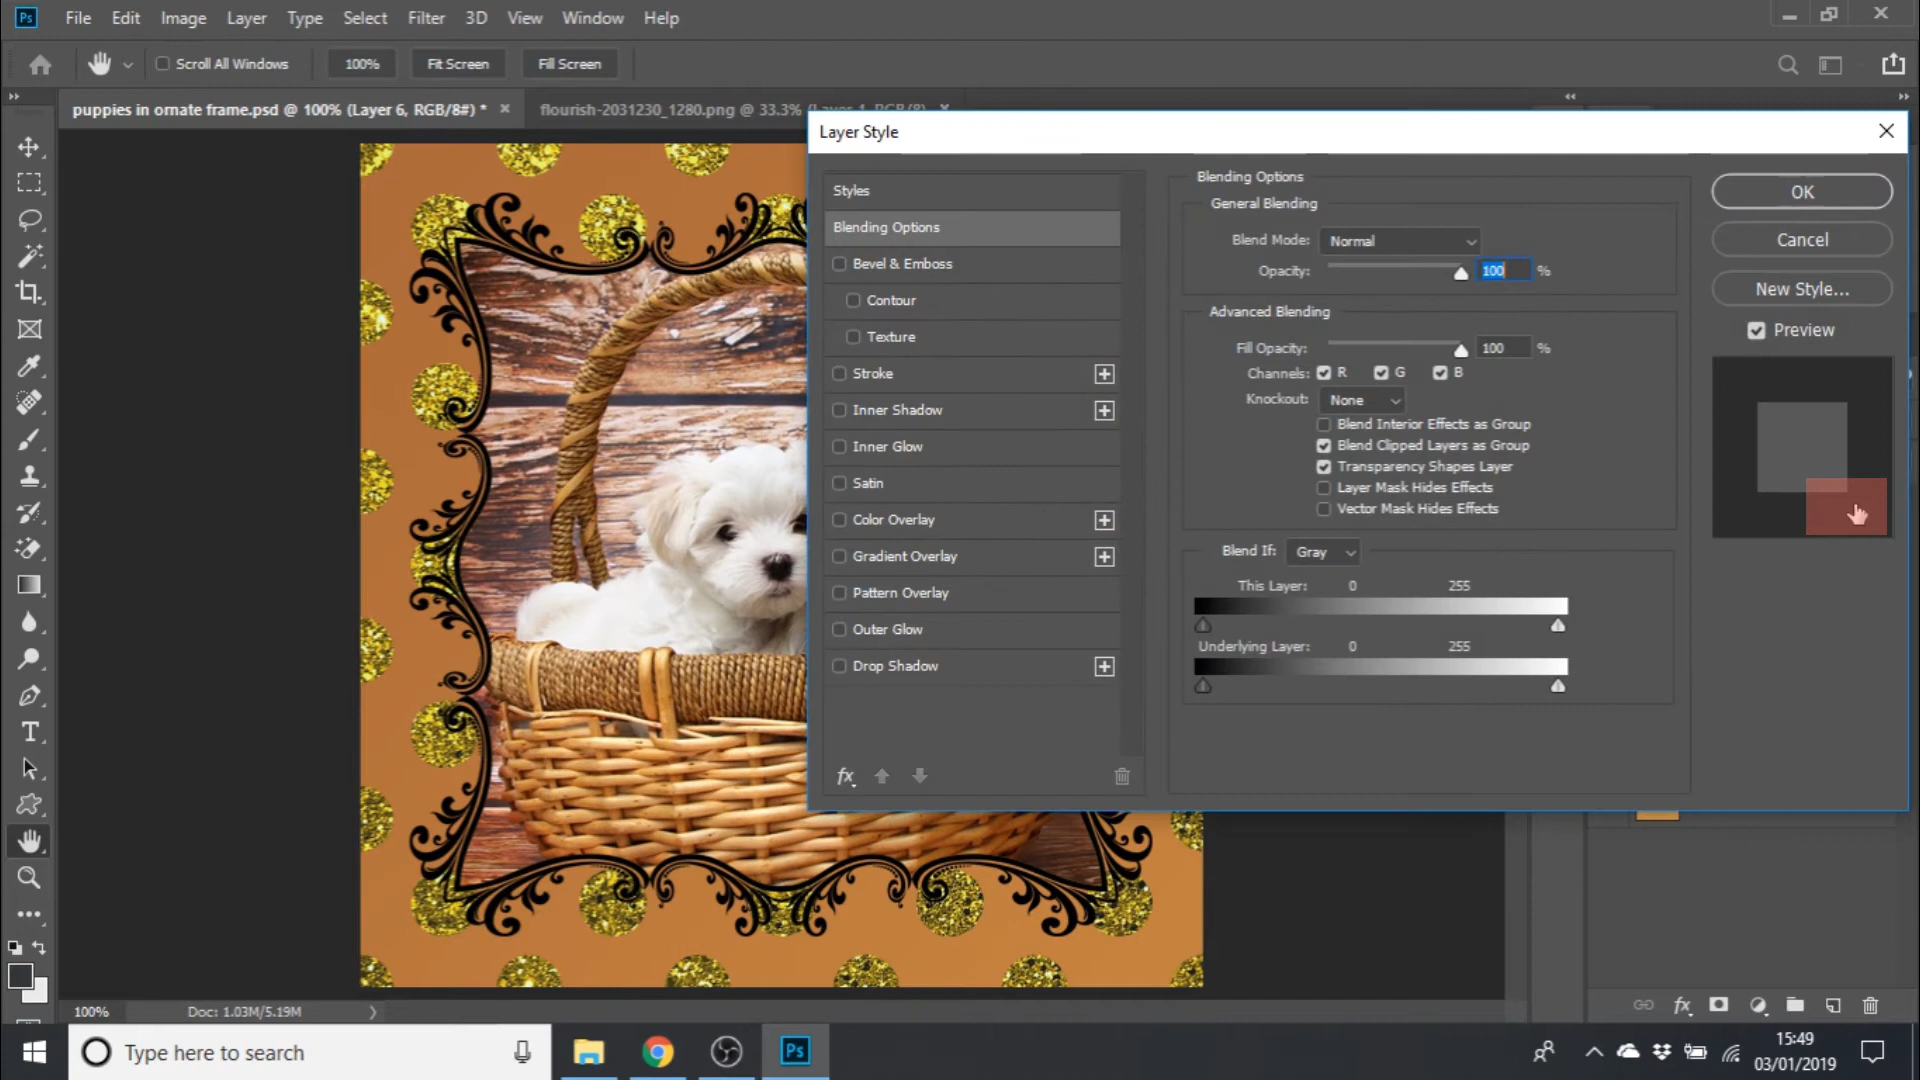 Ps File Edit Image Layer Type Select Filter 3D View Window Help
Scroll All Windows 100% Fit Screen Fill Screen
puppies in ornate frame.psd @ 100% (Layer 6, RGB/8#) * flourish-2031230_1280.png @ 33.3% (Layer 1, RGB/8)
Layer Style
Styles
Blending Options
Bevel & Emboss
Contour
Texture
Stroke
Inner Shadow
Inner Glow
Satin
Color Overlay
Gradient Overlay
Pattern Overlay
Outer Glow
Drop Shadow
fx
Blending Options
General Blending
Blend Mode: Normal
Opacity: 100 %
Advanced Blending
Fill Opacity: 100 %
Channels: R G B
Knockout: None
Blend Interior Effects as Group
Blend Clipped Layers as Group
Transparency Shapes Layer
Layer Mask Hides Effects
Vector Mask Hides Effects
Blend If: Gray
This Layer: 0 255
Underlying Layer: 0 255
OK
Cancel
New Style...
Preview
T
100% Doc: 1.03M/5.19M
fx
Type here to search
Ps
15:49
03/01/2019